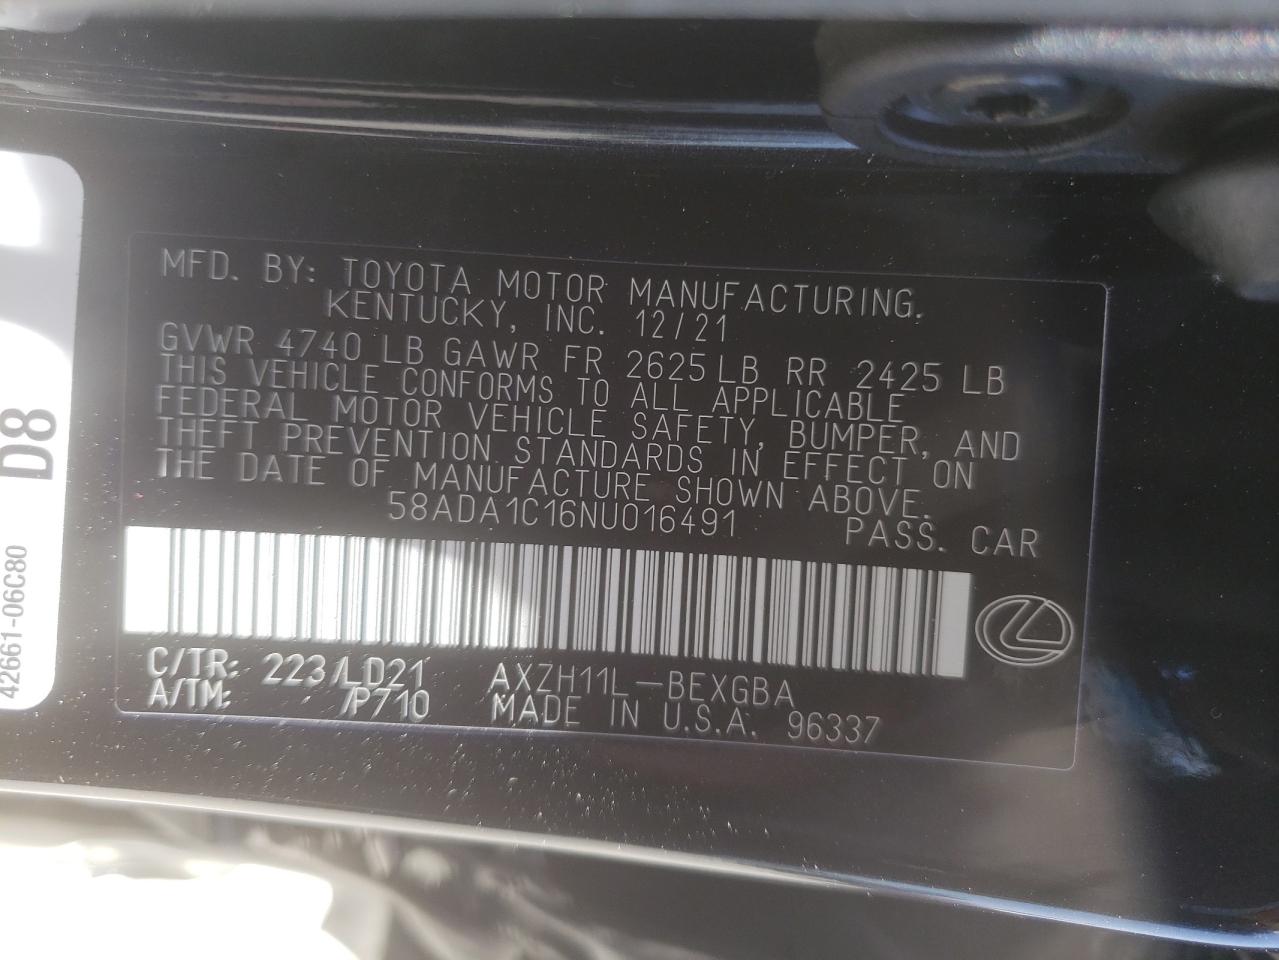 MFD. BY: TOYOTA MOTOR MANUFACTURING.
KENTUCKY, INC. 12/21
GVWR 4740 LB GAWR FR 2625 LB RR 2425 LB
THIS VEHICLE CONFORMS TO ALL APPLICABLE
FEDERAL MOTOR VEHICLE SAFETY, BUMPER, AND
THEFT PREVENTION STANDARDS IN EFFECT ON
THE DATE OF MANUFACTURE SHOWN ABOVE.
58ADA1C16NU016491 PASS. CAR
C/TR: 223/LD21 AXZH11L-BEXGBA
A/TM: /P710 MADE IN U.S.A. 96337
D8
42661-06C80